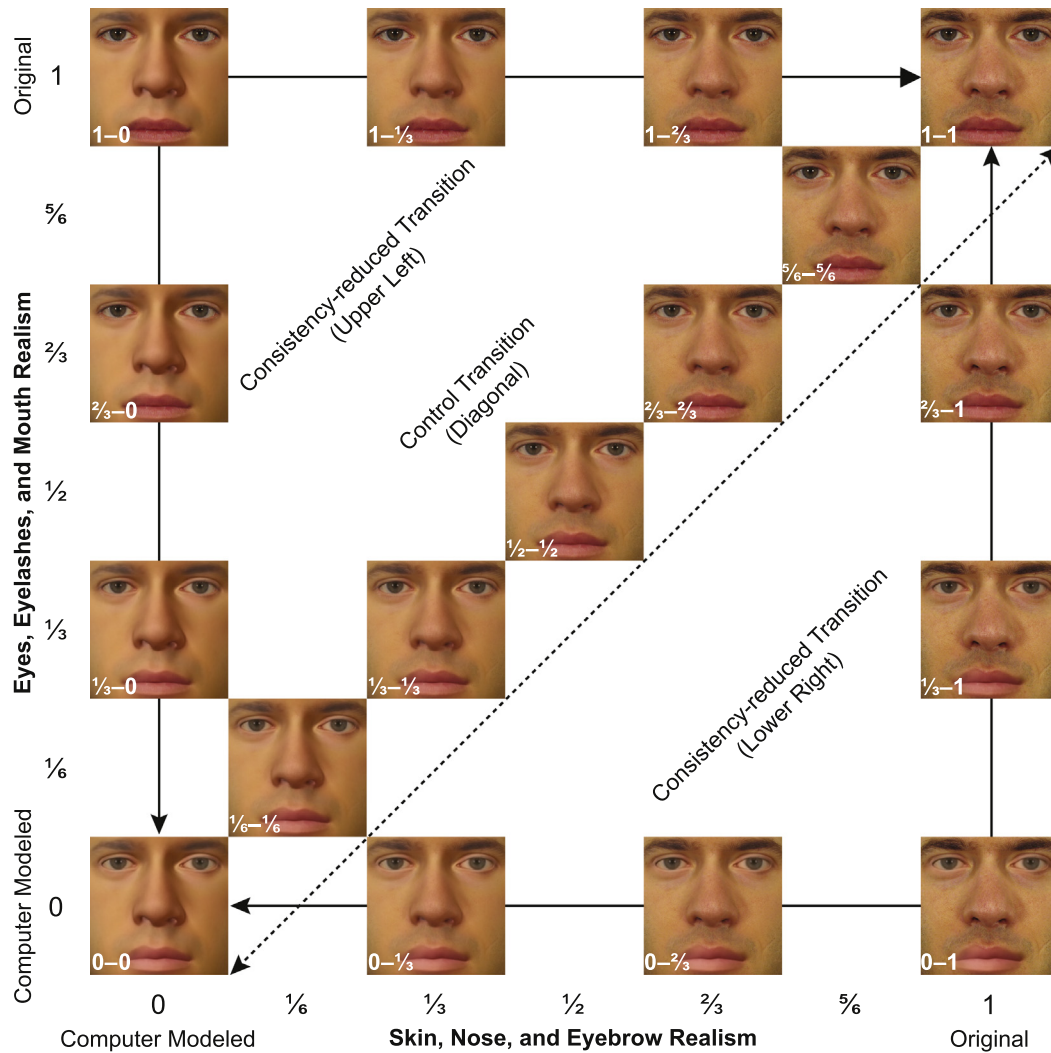 Original
1
1–0
1–⅓
1–⅔
1–1
⅚
⅚–⅚
Consistency-reduced Transition
(Upper Left)
Eyes, Eyelashes, and Mouth Realism
⅔
⅔–0
Control Transition
(Diagonal)
⅔–⅔
⅔–1
½
½–½
⅓
⅓–0
⅓–⅓
⅓–1
Consistency-reduced Transition
(Lower Right)
⅙
⅙–⅙
Computer Modeled
0
0–0
0–⅓
0–⅔
0–1
0
⅙
⅓
½
⅔
⅚
1
Computer Modeled
Skin, Nose, and Eyebrow Realism
Original